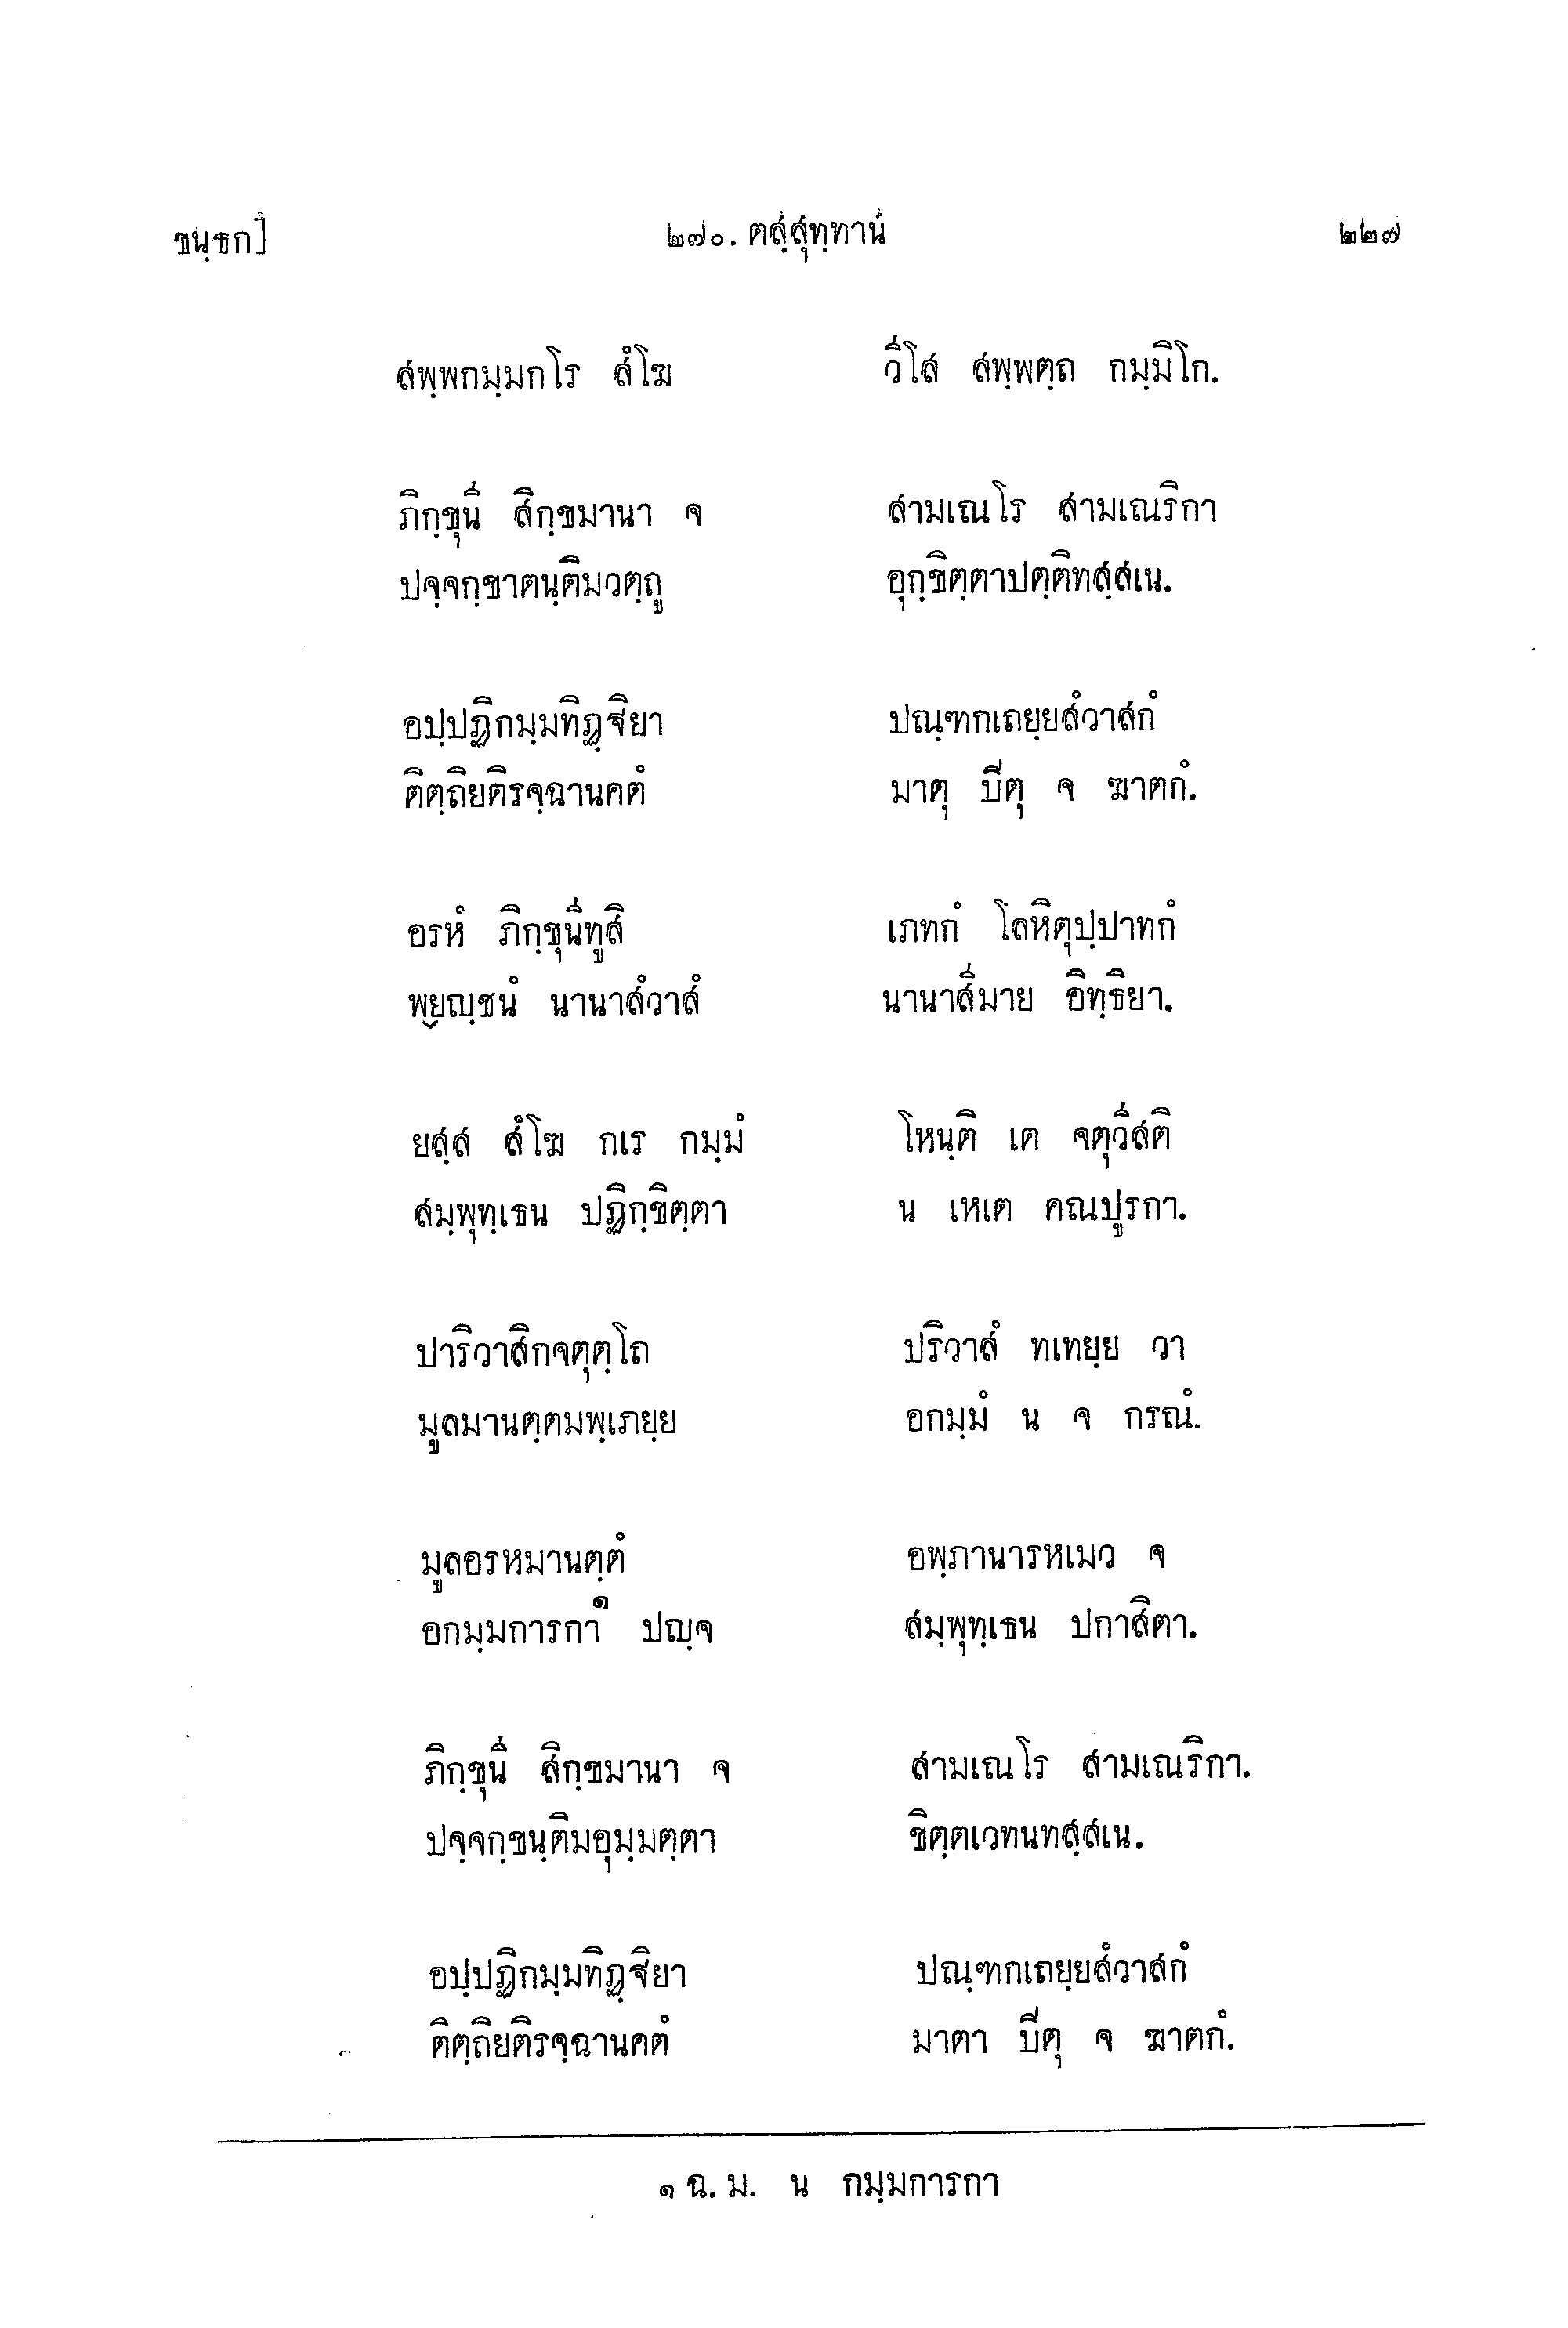 ขนฺธก] ๒๗๐. ตสฺสุทฺทานํ ๒๒๗
สพฺพกมฺมกโร สํโฆ วีโส สพฺพตฺถ กมฺมิโก.
ภิกฺขุนี สิกฺขมานา จ สามเณโร สามเณริกา
ปจฺจกฺขาตนฺติมวตฺถู อุกฺขิตฺตาปตฺติทสฺสเน.
อปฺปฏิกมฺมทิฏฺฐิยา ปณฺฑกเถยฺยสํวาสกํ
ติตฺถิยติรจฺฉานคตํ มาตุ ปีตุ จ ฆาตกํ.
อรหํ ภิกฺขุนีทูสิ เภทกํ โลหิตุปฺปาทกํ
พฺยญฺชนํ นานาสํวาสํ นานาสีมาย อิทฺธิยา.
ยสฺส สํโฆ กเร กมฺมํ โหนฺติ เต จตุวีสติ
สมฺพุทฺเธน ปฏิกฺขิตฺตา น เหเต คณปูรกา.
ปาริวาสิกจตุตฺโถ ปริวาสํ ทเทยฺย วา
มูลมานตฺตมพฺเภยฺย อกมฺมํ น จ กรณํ.
มูลอรหมานตฺตํ อพฺภานารหเมว จ
อกมฺมการกา๑ ปญฺจ สมฺพุทฺเธน ปกาสิตา.
ภิกฺขุนี สิกฺขมานา จ สามเณโร สามเณริกา.
ปจฺจกฺขนฺติมอุมฺมตฺตา ขิตฺตเวทนทสฺสเน.
อปฺปฏิกมฺมทิฏฺฐิยา ปณฺฑกเถยฺยสํวาสกํ
ติตฺถิยติรจฺฉานคตํ มาตา ปีตุ จ ฆาตกํ.
๑ ฉ. ม. น กมฺมการกา